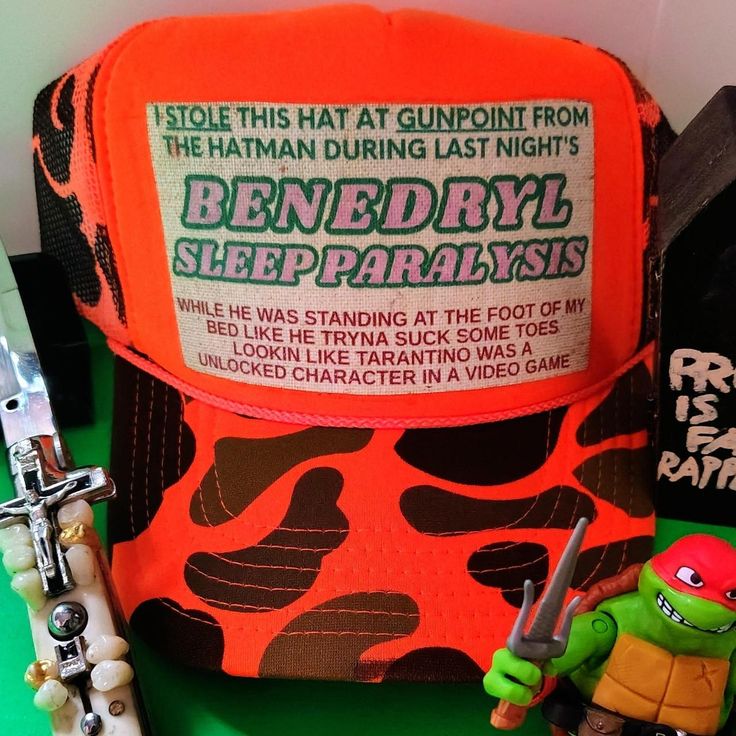 I STOLE THIS HAT AT GUNPOINT FROM
THE HATMAN DURING LAST NIGHT'S
BENEDRYL
SLEEP PARALYSIS
WHILE HE WAS STANDING AT THE FOOT OF MY
BED LIKE HE TRYNA SUCK SOME TOES
LOOKIN LIKE TARANTINO WAS A
UNLOCKED CHARACTER IN A VIDEO GAME
IS